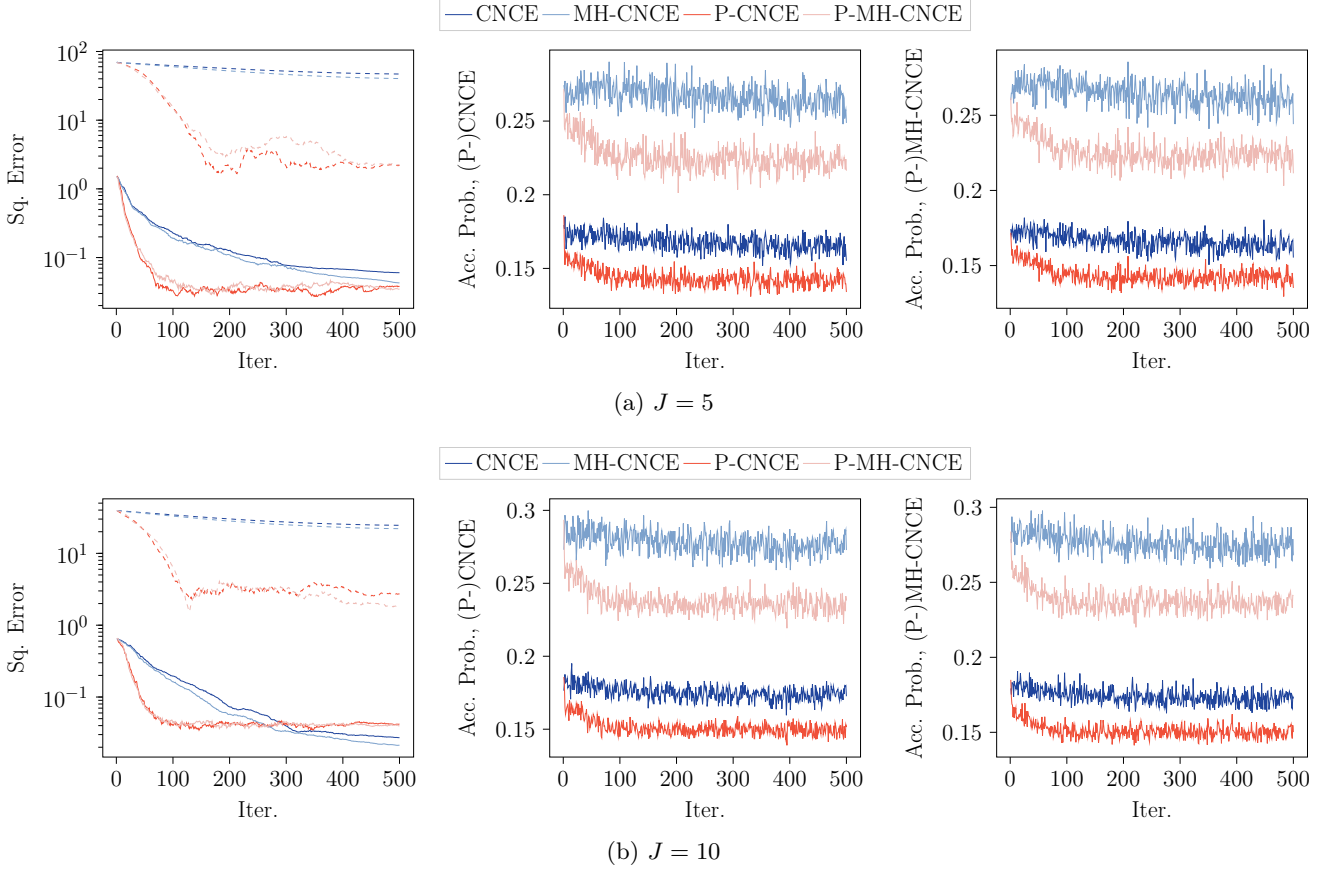 CNCE MH-CNCE P-CNCE P-MH-CNCE
Sq. Error
10^2
10^1
10^0
10^{-1}
0 100 200 300 400 500
Iter.
Acc. Prob., (P-)CNCE
0.25
0.2
0.15
0 100 200 300 400 500
Iter.
Acc. Prob., (P-)MH-CNCE
0.25
0.2
0.15
0 100 200 300 400 500
Iter.
(a) J = 5
CNCE MH-CNCE P-CNCE P-MH-CNCE
Sq. Error
10^1
10^0
10^{-1}
0 100 200 300 400 500
Iter.
Acc. Prob., (P-)CNCE
0.3
0.25
0.2
0.15
0 100 200 300 400 500
Iter.
Acc. Prob., (P-)MH-CNCE
0.3
0.25
0.2
0.15
0 100 200 300 400 500
Iter.
(b) J = 10